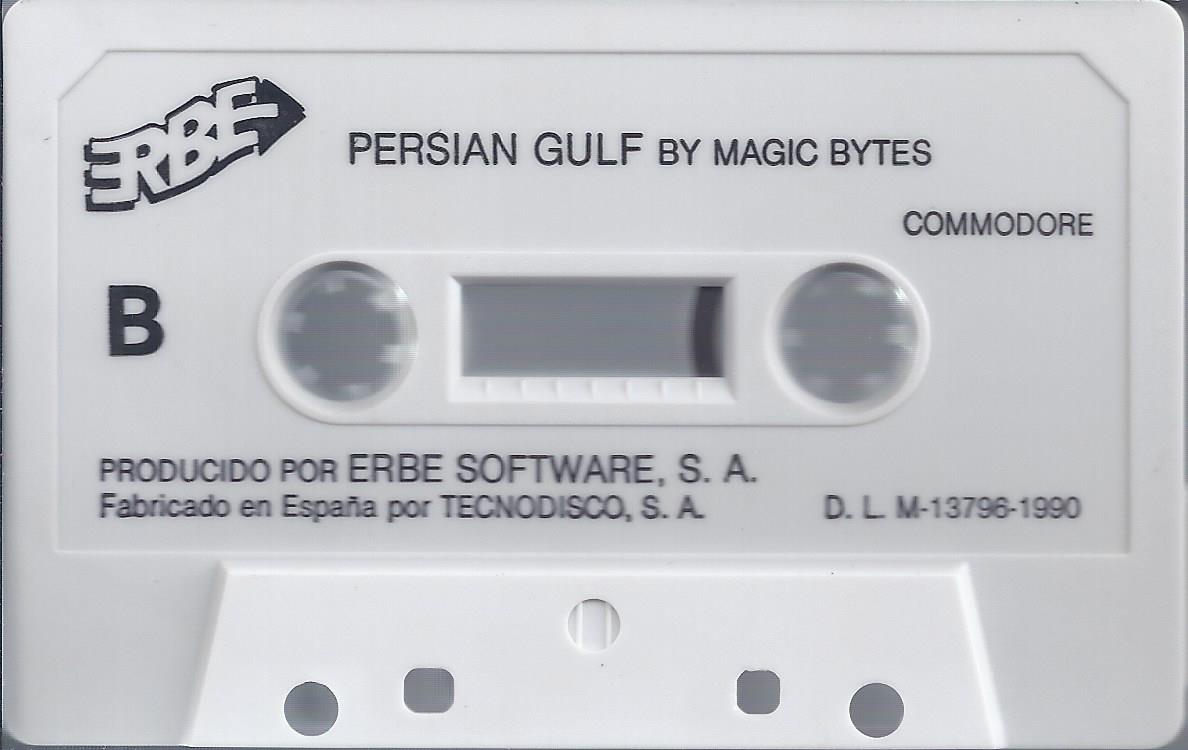 ERBE
PERSIAN GULF BY MAGIC BYTES
COMMODORE
B
PRODUCIDO POR ERBE SOFTWARE, S. A.
Fabricado en España por TECNODISCO, S. A.
D. L. M-13796-1990